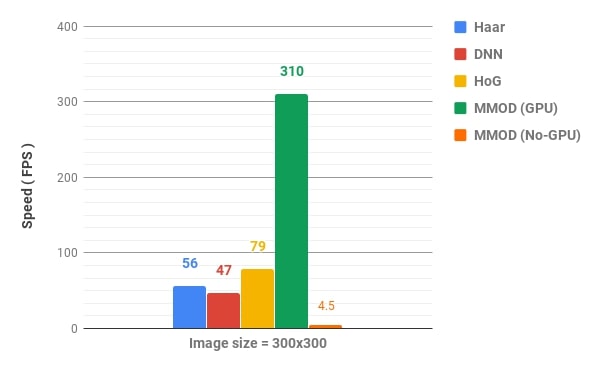 400
300
200
100
0
Speed ( FPS )
56
47
79
310
4.5
Image size = 300x300
Haar
DNN
HoG
MMOD (GPU)
MMOD (No-GPU)